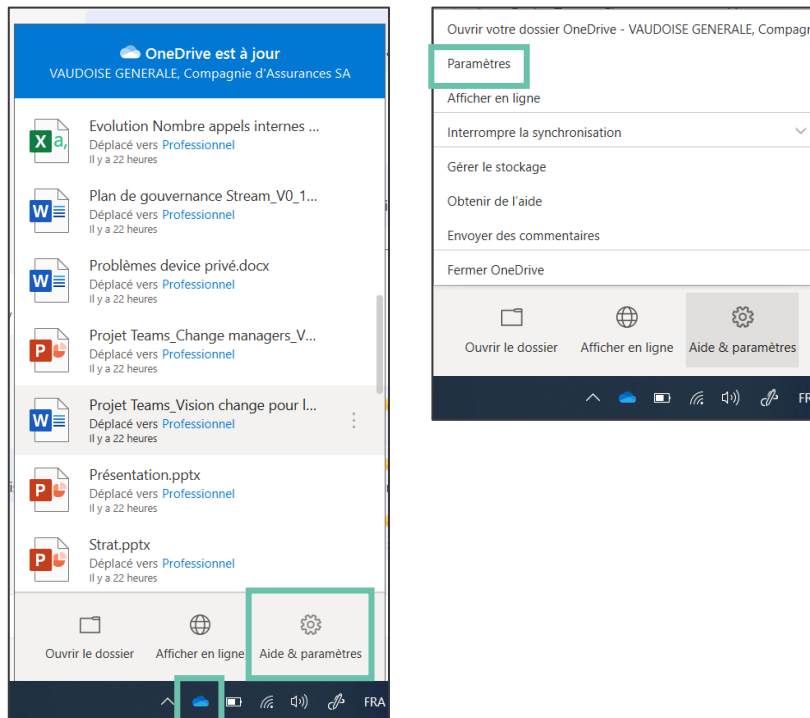 OneDrive est à jour
VAUDOISE GENERALE, Compagnie d'Assurances SA
Evolution Nombre appels internes ...
Déplacé vers Professionnel
Il y a 22 heures
Plan de gouvernance Stream_V0_1...
Déplacé vers Professionnel
Il y a 22 heures
Problèmes device privé.docx
Déplacé vers Professionnel
Il y a 22 heures
Projet Teams_Change managers_V...
Déplacé vers Professionnel
Il y a 22 heures
Projet Teams_Vision change pour l...
Déplacé vers Professionnel
Il y a 22 heures
Présentation.pptx
Déplacé vers Professionnel
Il y a 22 heures
Strat.pptx
Déplacé vers Professionnel
Il y a 22 heures
Ouvrir le dossier Afficher en ligne Aide & paramètres
FRA
Ouvrir votre dossier OneDrive - VAUDOISE GENERALE, Compagn
Paramètres
Afficher en ligne
Interrompre la synchronisation
Gérer le stockage
Obtenir de l'aide
Envoyer des commentaires
Fermer OneDrive
Ouvrir le dossier Afficher en ligne Aide & paramètres
FR